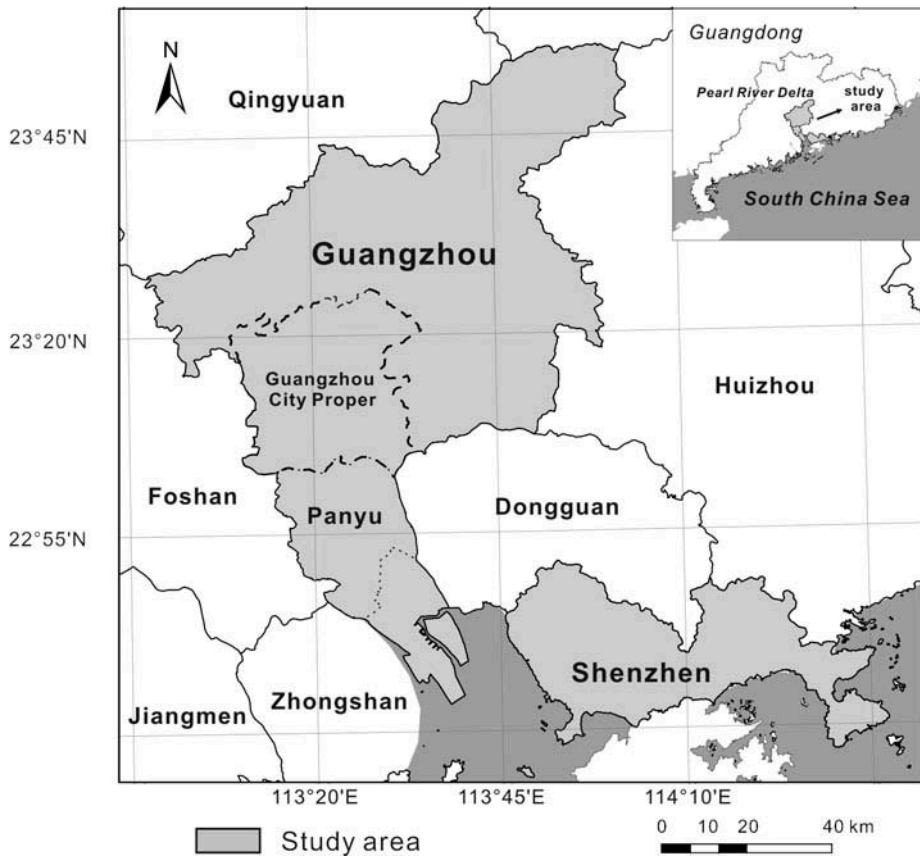 Guangdong
N
Qingyuan
Pearl River Delta
study
area
23°45'N
South China Sea
Guangzhou
23°20'N
Guangzhou
City Proper
Huizhou
Foshan
Panyu
Dongguan
22°55'N
Shenzhen
Zhongshan
Jiangmen
113°20'E
113°45'E
114°10'E
Study area
0 10 20 40 km